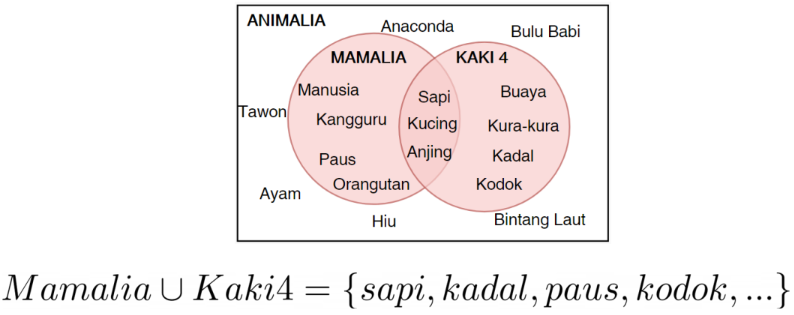 ANIMALIA
Anaconda
Bulu Babi
MAMALIA
KAKI 4
Manusia
Sapi
Buaya
Tawon
Kangguru
Kucing
Kura-kura
Paus
Anjing
Kadal
Ayam
Orangutan
Kodok
Hiu
Bintang Laut
Mamalia ∪ Kaki4 = {sapi, kadal, paus, kodok, ...}